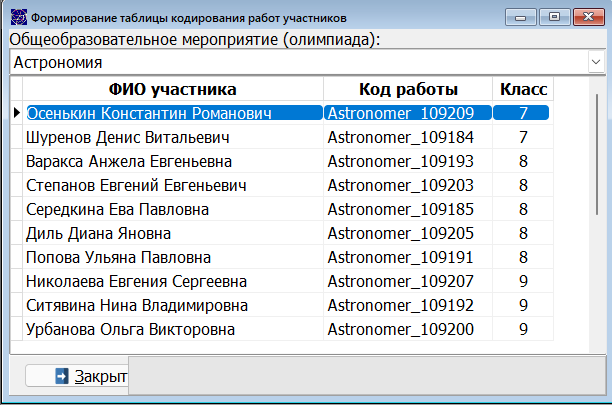 Формирование таблицы кодирования работ участников
Общеобразовательное мероприятие (олимпиада):
Астрономия
ФИО участника Код работы Класс
Осенькин Константин Романович Astronomer_109209 7
Шуренов Денис Витальевич Astronomer_109184 7
Варакса Анжела Евгеньевна Astronomer_109193 8
Степанов Евгений Евгеньевич Astronomer_109203 8
Середкина Ева Павловна Astronomer_109185 8
Диль Диана Яновна Astronomer_109205 8
Попова Ульяна Павловна Astronomer_109191 8
Николаева Евгения Сергеевна Astronomer_109207 9
Ситявина Нина Владимировна Astronomer_109192 9
Урбанова Ольга Викторовна Astronomer_109200 9
Закрыт